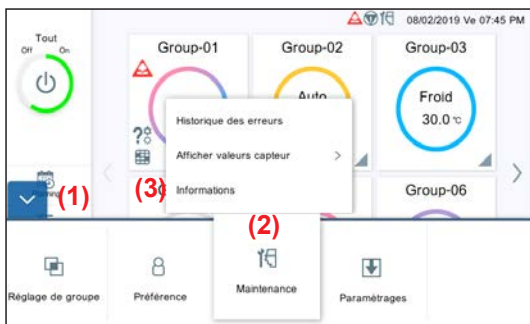 08/02/2019 Ve 07:45 PM
Tout
Off On
Group-01
Group-02
Group-03
Auto
Froid
30.0 °C
Historique des erreurs
Afficher valeurs capteur >
Informations
(1)
(3)
(2)
Group-06
Réglage de groupe
Préférence
Maintenance
Paramètrages